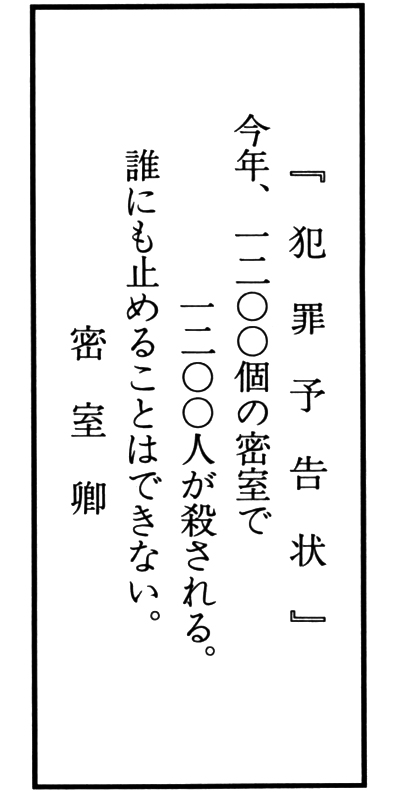 『犯罪予告状』
今年、一二〇〇個の密室で
一二〇〇人が殺される。
誰にも止めることはできない。
密室卿